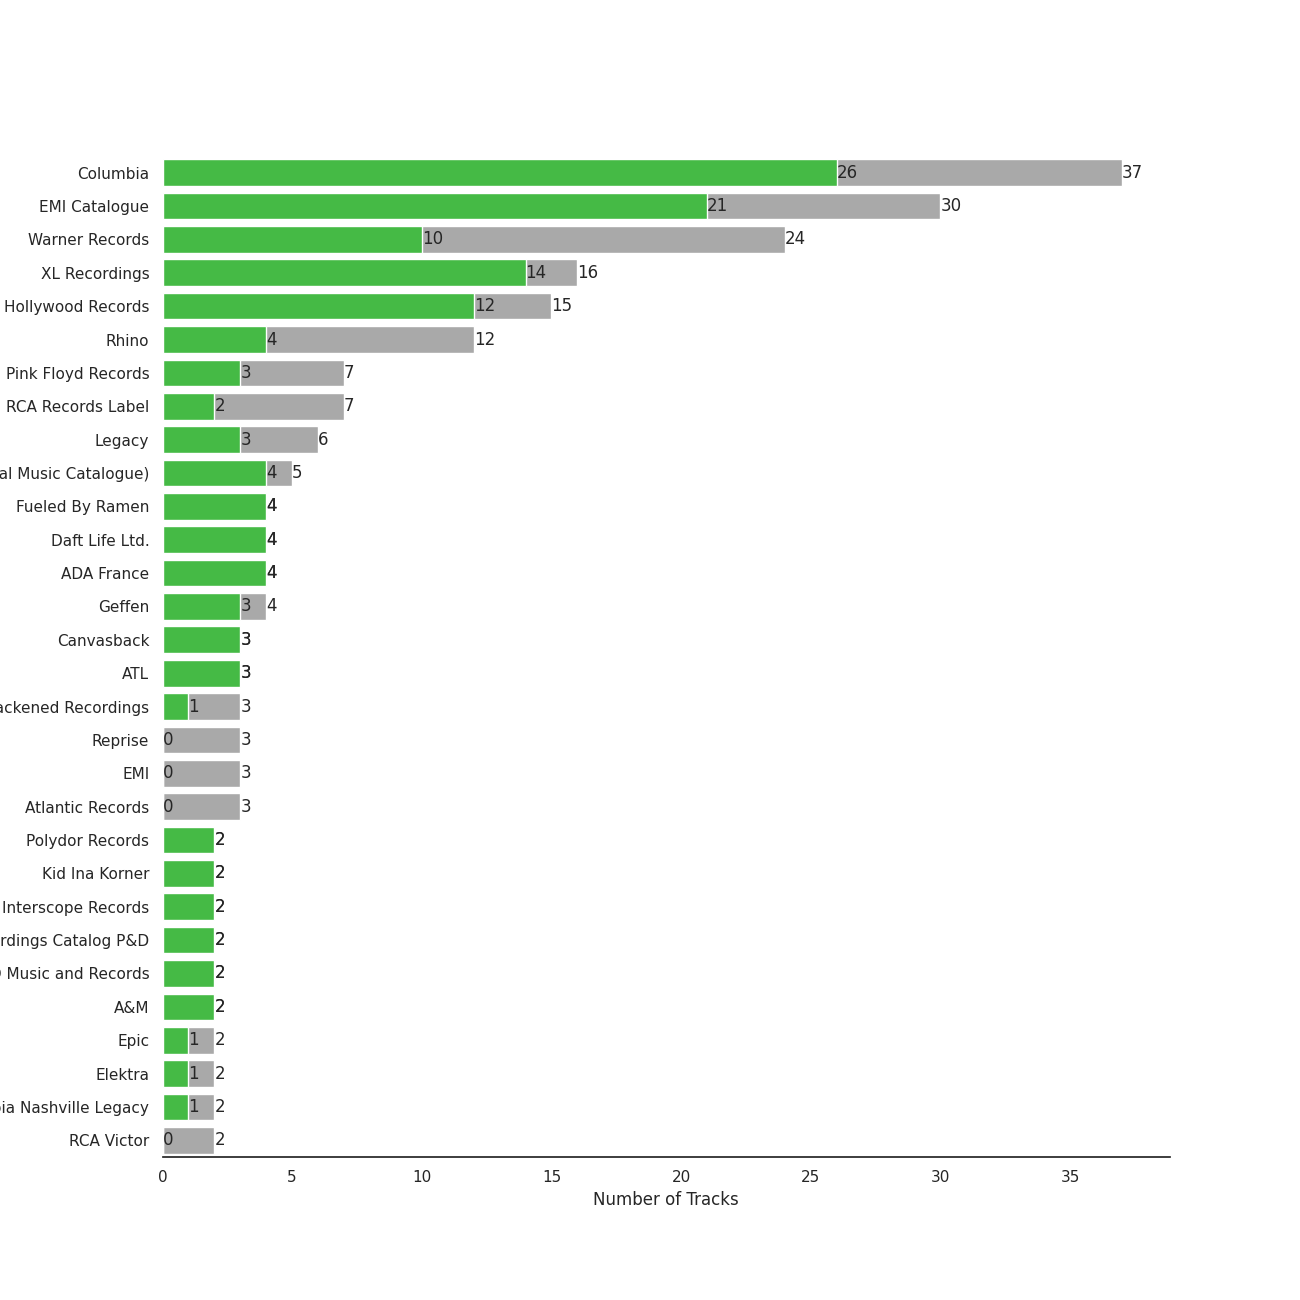 Columbia 26 37
EMI Catalogue 21 30
Warner Records 10 24
XL Recordings 14 16
Hollywood Records 12 15
Rhino 4 12
Pink Floyd Records 3 7
RCA Records Label 2 7
Legacy 3 6
al Music Catalogue) 4 5
Fueled By Ramen 4
Daft Life Ltd. 4
ADA France 4
Geffen 3 4
Canvasback 3
ATL 3
ackened Recordings 1 3
Reprise 0 3
EMI 0 3
Atlantic Records 0 3
Polydor Records 2
Kid Ina Korner 2
Interscope Records 2
rdings Catalog P&D 2
Music and Records 2
A&M 2
Epic 1 2
Elektra 1 2
ia Nashville Legacy 1 2
RCA Victor 0 2
0 5 10 15 20 25 30 35
Number of Tracks